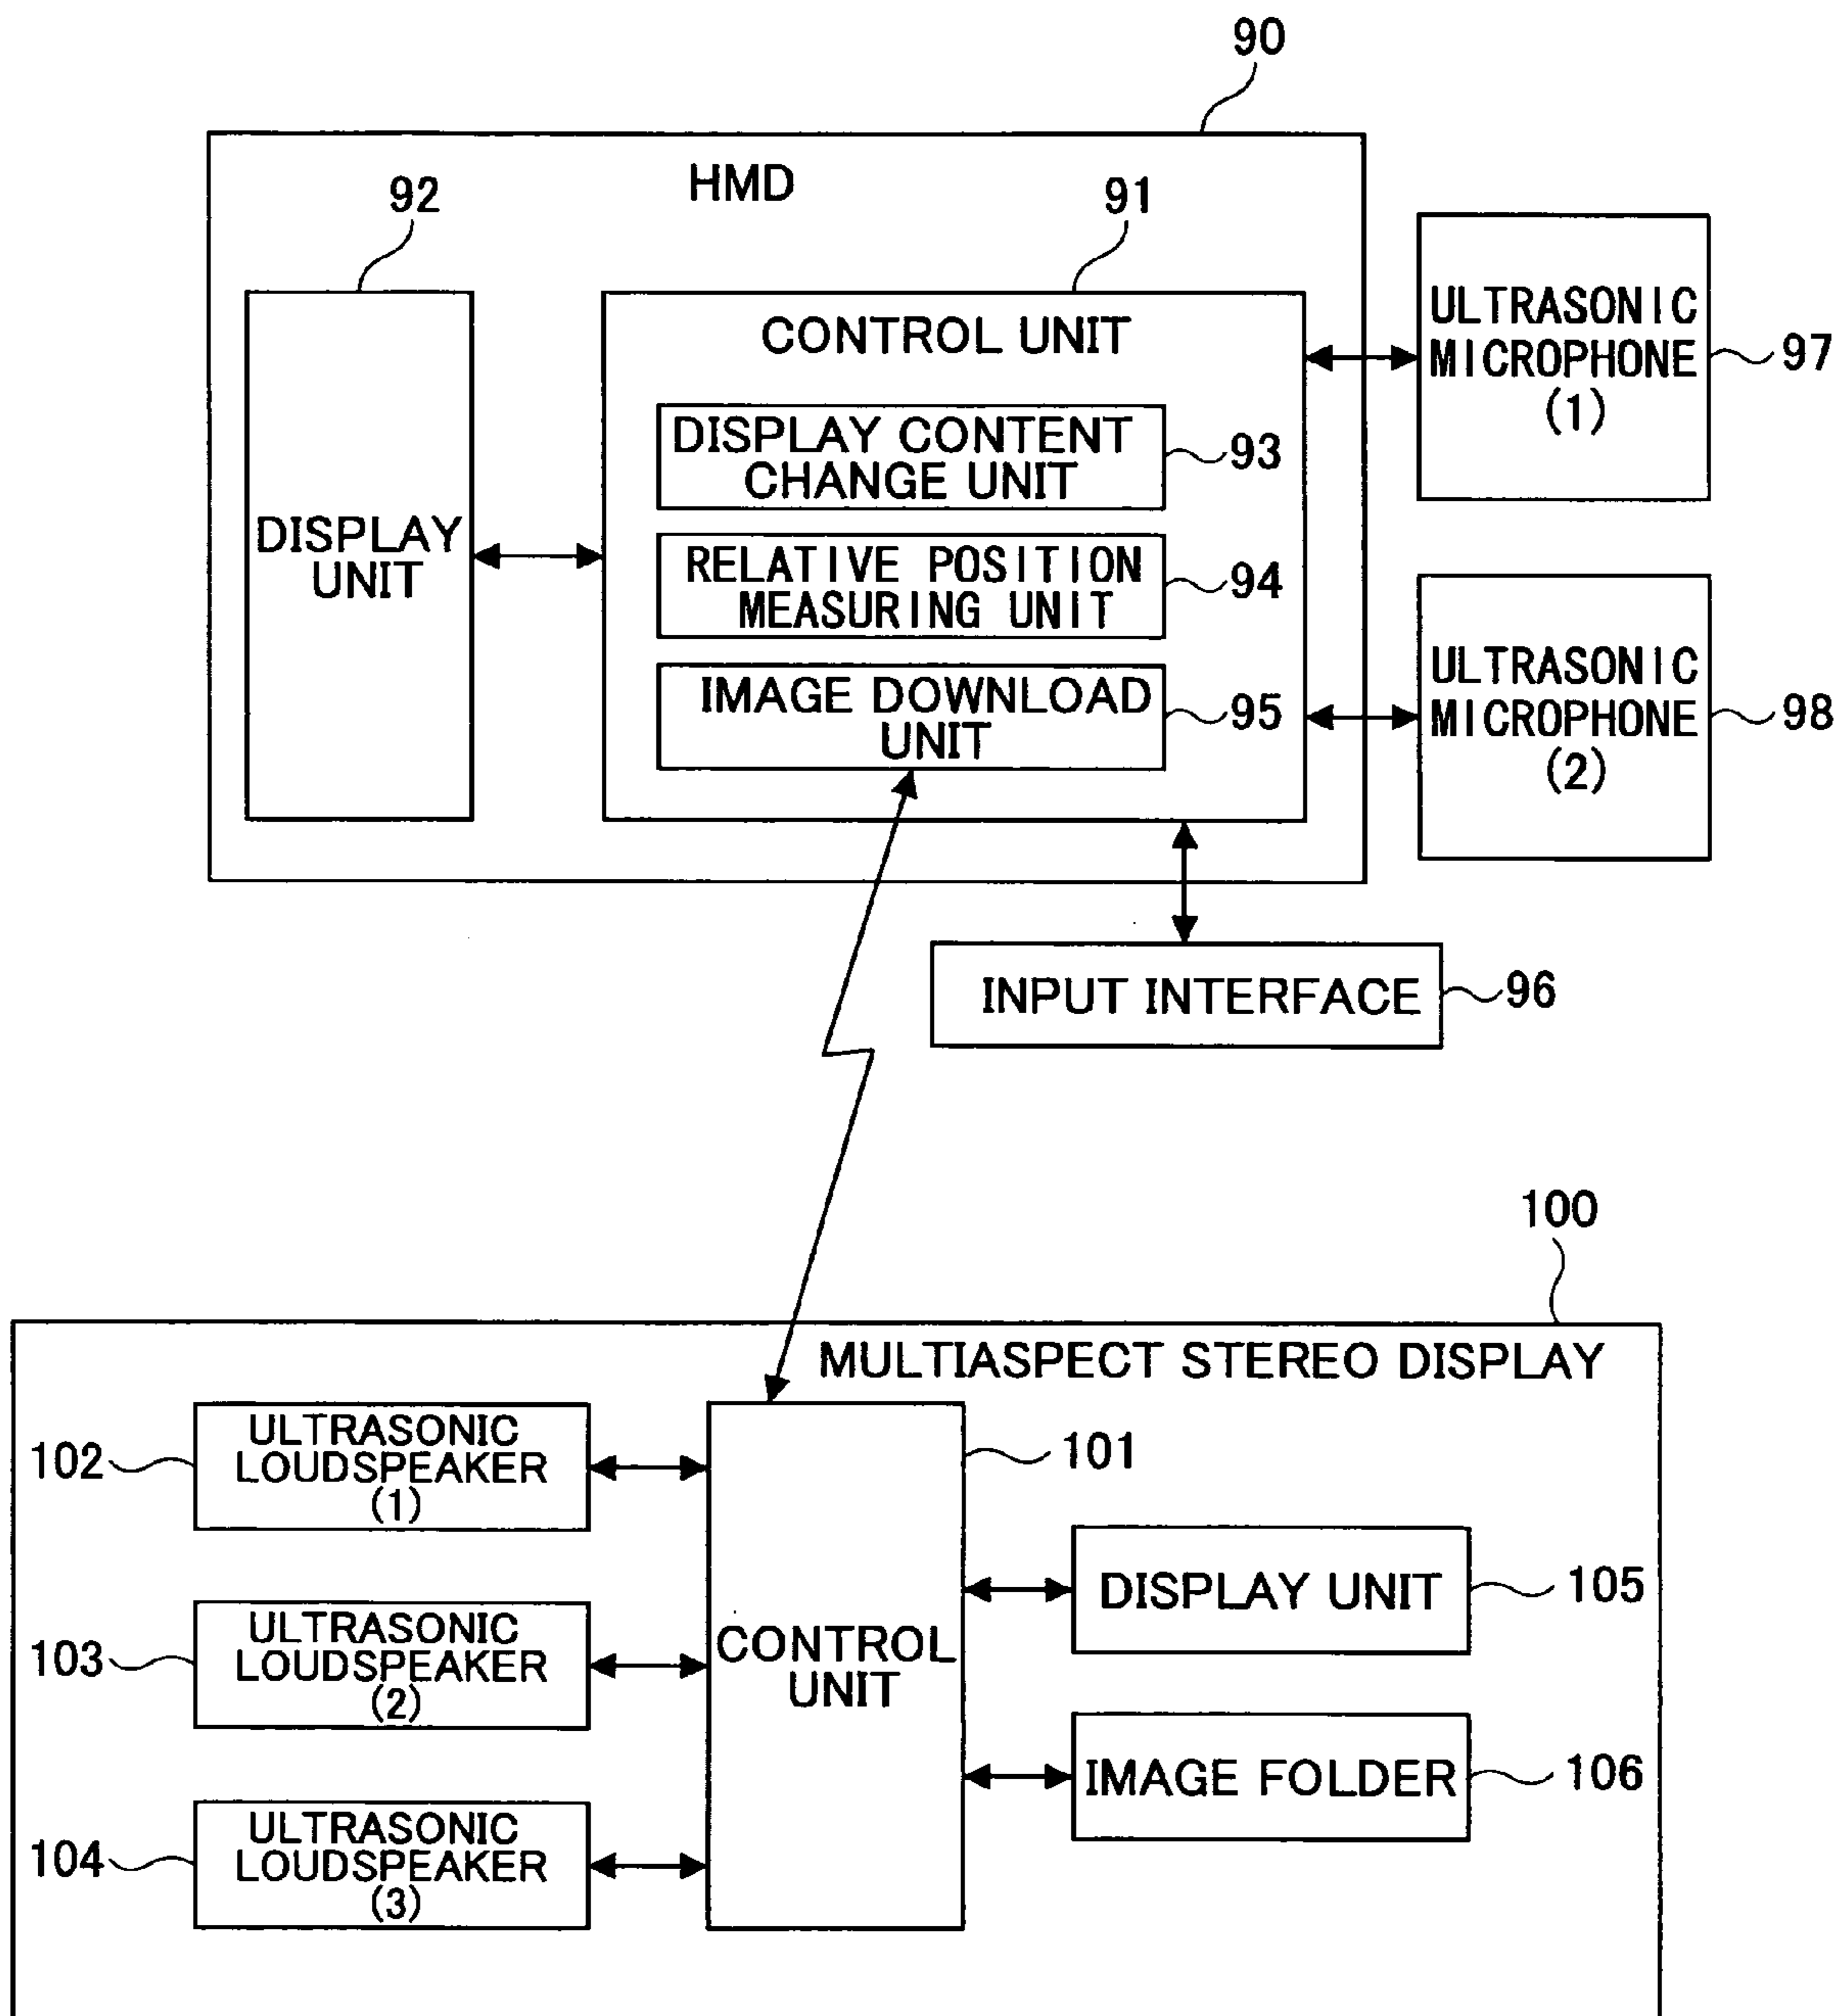 90
HMD
92
91
DISPLAY
UNIT
CONTROL UNIT
DISPLAY CONTENT
CHANGE UNIT
93
RELATIVE POSITION
MEASURING UNIT
94
IMAGE DOWNLOAD
UNIT
95
ULTRASONIC
MICROPHONE
(1)
97
ULTRASONIC
MICROPHONE
(2)
98
INPUT INTERFACE
96
100
MULTIASPECT STEREO DISPLAY
102
ULTRASONIC
LOUDSPEAKER
(1)
103
ULTRASONIC
LOUDSPEAKER
(2)
104
ULTRASONIC
LOUDSPEAKER
(3)
CONTROL
UNIT
101
DISPLAY UNIT
105
IMAGE FOLDER
106